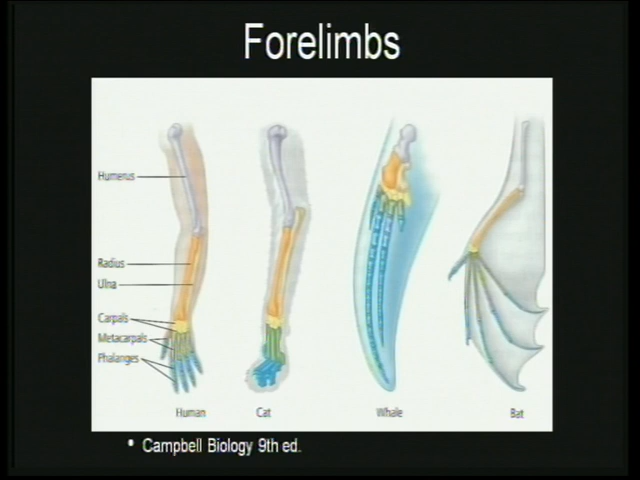 Forelimbs
Humerus
Radius
Ulna
Carpals
Metacarpals
Phalanges
Human Cat Whale Bat
• Campbell Biology 9th ed.